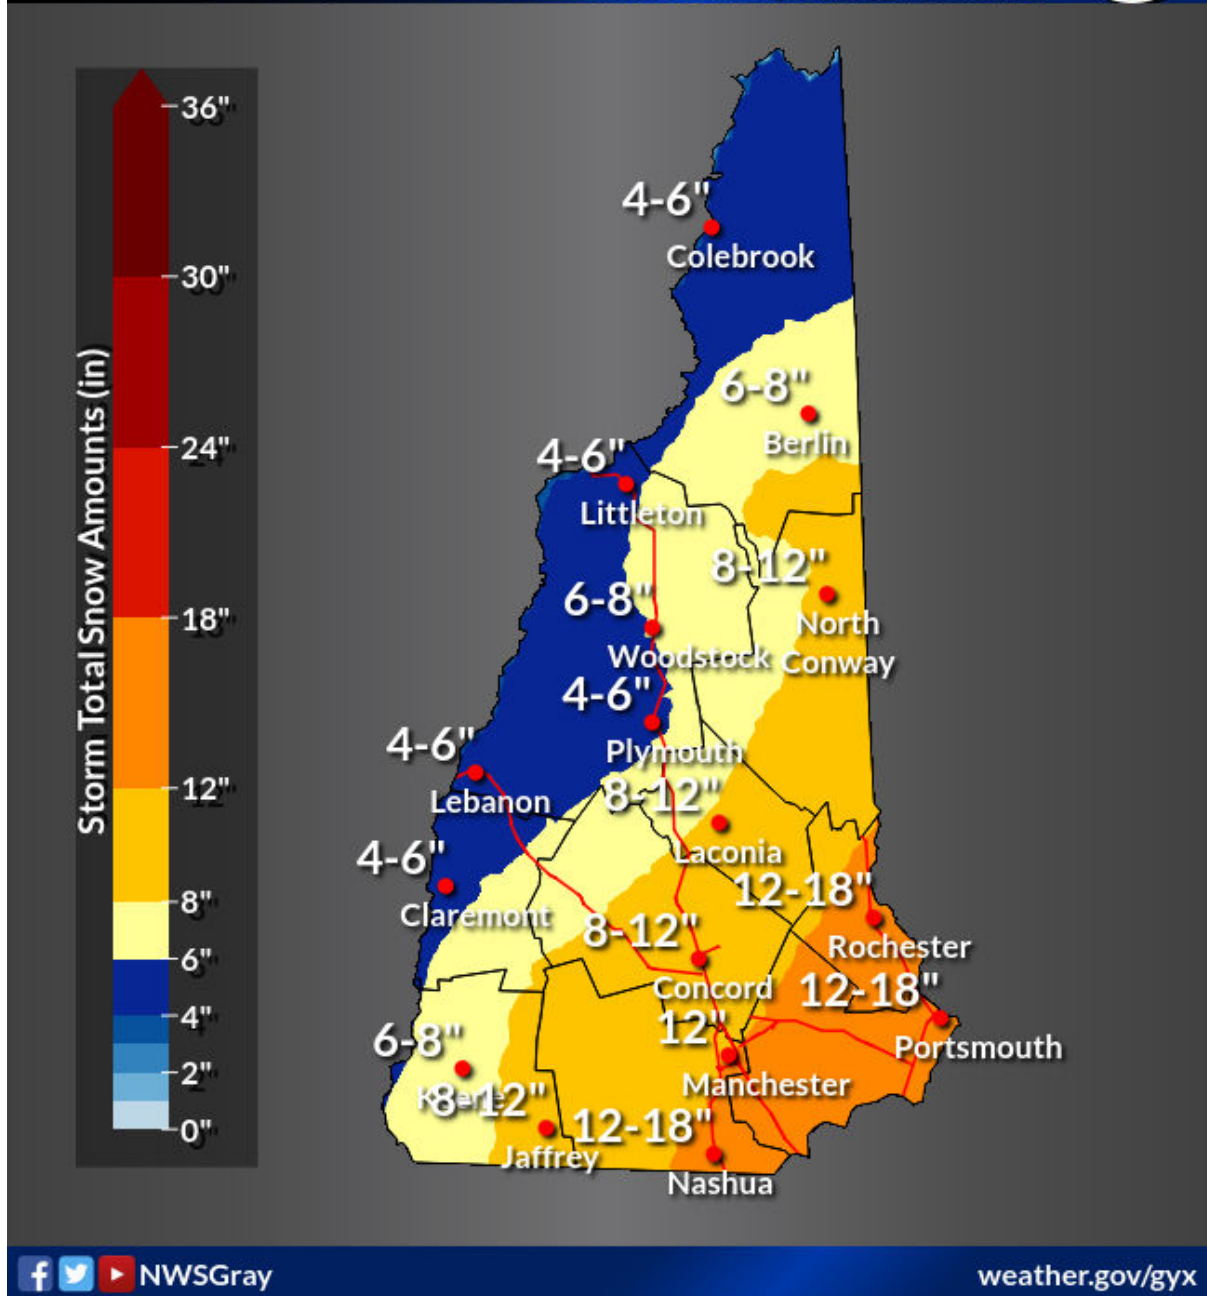 Storm Total Snow Amounts (in)
36"
30"
24"
18"
12"
8"
6"
4"
2"
0"
4-6"
Colebrook
6-8"
Berlin
4-6"
Littleton
8-12"
North
Conway
6-8"
Woodstock
4-6"
Plymouth
4-6"
Lebanon
8-12"
Laconia
4-6"
Claremont
12-18"
Rochester
8-12"
Concord
12-18"
Portsmouth
12"
Manchester
6-8"
8-12"
Jaffrey
12-18"
Nashua
NWSGray
weather.gov/gyx